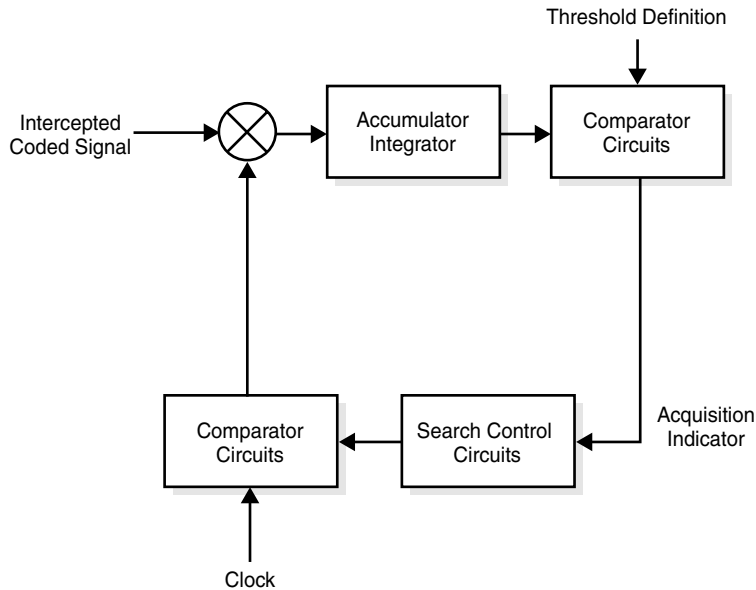 Threshold Definition
Intercepted
Coded Signal
Accumulator
Integrator
Comparator
Circuits
Comparator
Circuits
Search Control
Circuits
Acquisition
Indicator
Clock